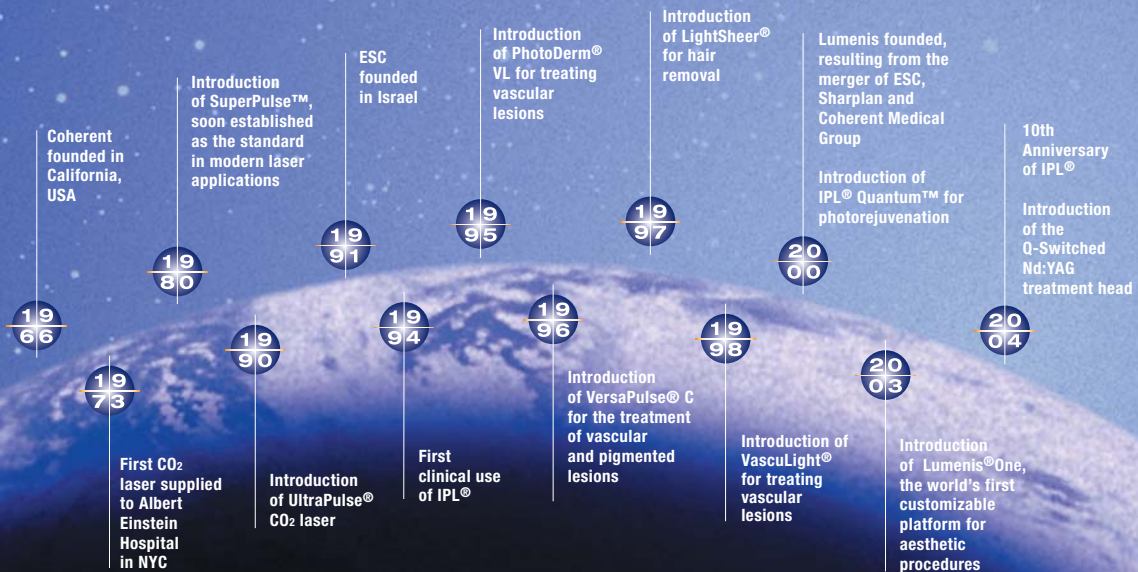 Coherent
founded in
California,
USA
19
66
First CO2
laser supplied
to Albert
Einstein
Hospital
in NYC
19
73
Introduction
of SuperPulse™,
soon established
as the standard
in modern laser
applications
19
80
Introduction
of UltraPulse®
CO2 laser
19
90
ESC
founded
in Israel
19
91
First
clinical use
of IPL®
19
94
Introduction
of PhotoDerm®
VL for treating
vascular
lesions
19
95
Introduction
of VersaPulse® C
for the treatment
of vascular
and pigmented
lesions
19
96
Introduction
of LightSheer®
for hair
removal
19
97
Introduction of
VascuLight®
for treating
vascular
lesions
19
98
Lumenis founded,
resulting from the
merger of ESC,
Sharplan and
Coherent Medical
Group
Introduction of
IPL® Quantum™ for
photorejuvenation
20
00
Introduction
of Lumenis®One,
the world's first
customizable
platform for
aesthetic
procedures
20
03
10th
Anniversary
of IPL®
Introduction
of the
Q-Switched
Nd:YAG
treatment head
20
04